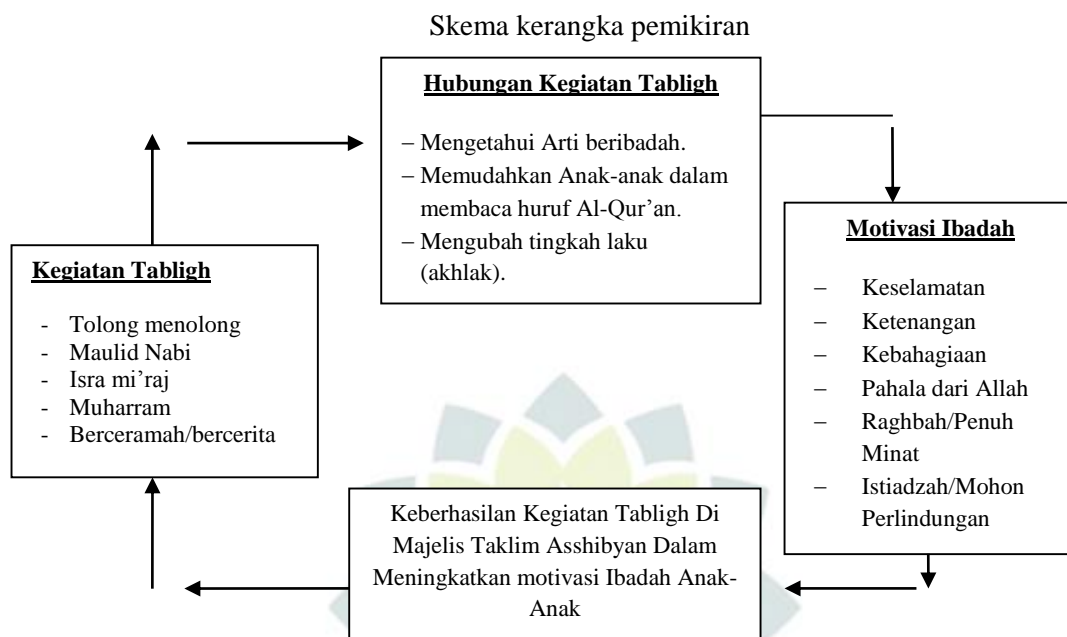 Skema kerangka pemikiran
Hubungan Kegiatan Tabligh
– Mengetahui Arti beribadah.
– Memudahkan Anak-anak dalam
membaca huruf Al-Qur’an.
– Mengubah tingkah laku
(akhlak).
Motivasi Ibadah
– Keselamatan
– Ketenangan
– Kebahagiaan
– Pahala dari Allah
– Raghbah/Penuh
Minat
– Istiadzah/Mohon
Perlindungan
Kegiatan Tabligh
- Tolong menolong
- Maulid Nabi
- Isra mi’raj
- Muharram
- Berceramah/bercerita
Keberhasilan Kegiatan Tabligh Di
Majelis Taklim Asshibyan Dalam
Meningkatkan motivasi Ibadah Anak-
Anak